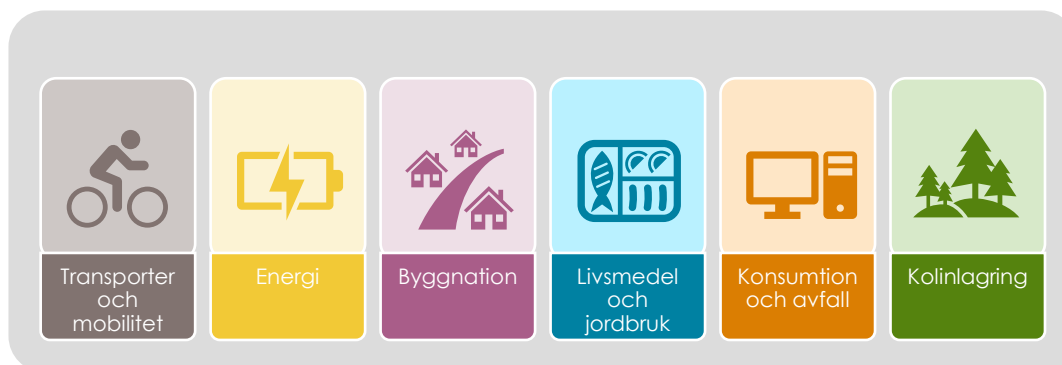 Transporter
och
mobilitet
Energi
Byggnation
Livsmedel
och
jordbruk
Konsumtion
och avfall
Kolinlagring